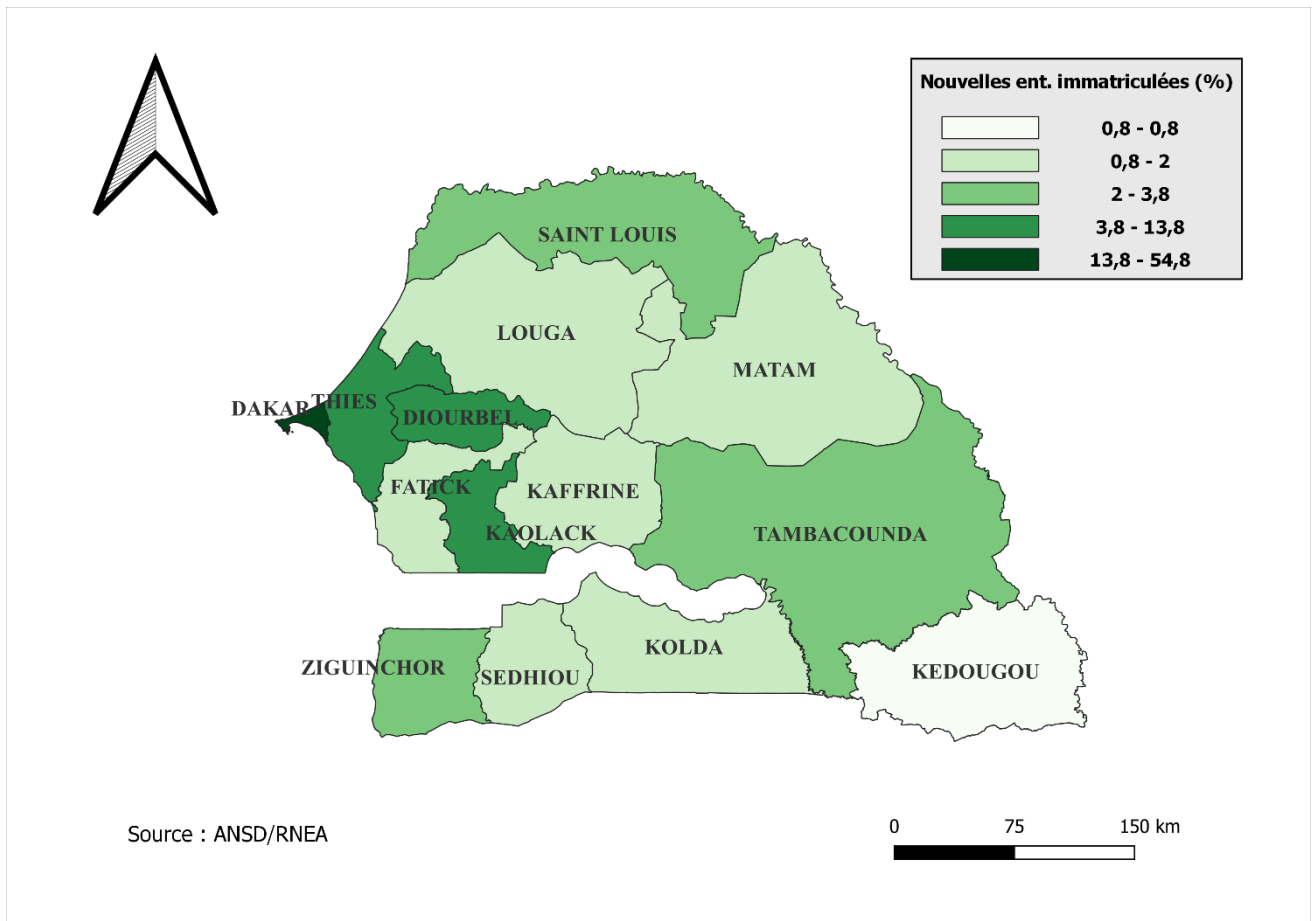 Nouvelles ent. immatriculées (%)
0,8 - 0,8
0,8 - 2
2 - 3,8
3,8 - 13,8
13,8 - 54,8
SAINT LOUIS
LOUGA
MATAM
DAKAR
THIES
DIOURBEL
FATICK
KAFFRINE
KAOLACK
TAMBACOUNDA
ZIGUINCHOR
SEDHIOU
KOLDA
KEDOUGOU
Source : ANSD/RNEA
0 75 150 km